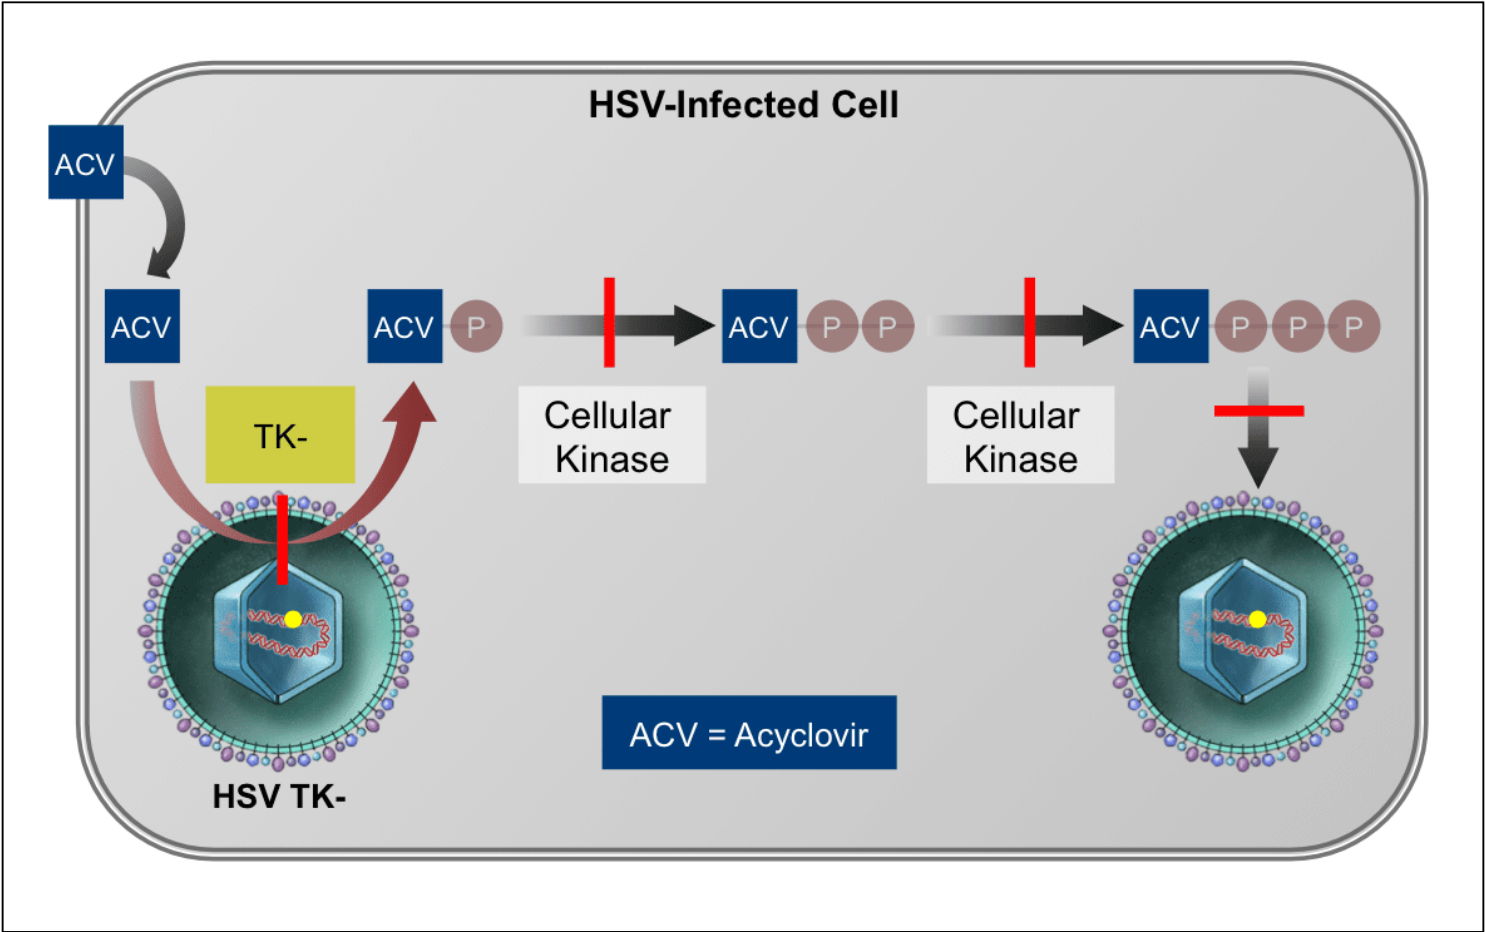 HSV-Infected Cell
ACV
ACV
ACV P
ACV P P
ACV P P P
TK-
Cellular
Kinase
Cellular
Kinase
ACV = Acyclovir
HSV TK-